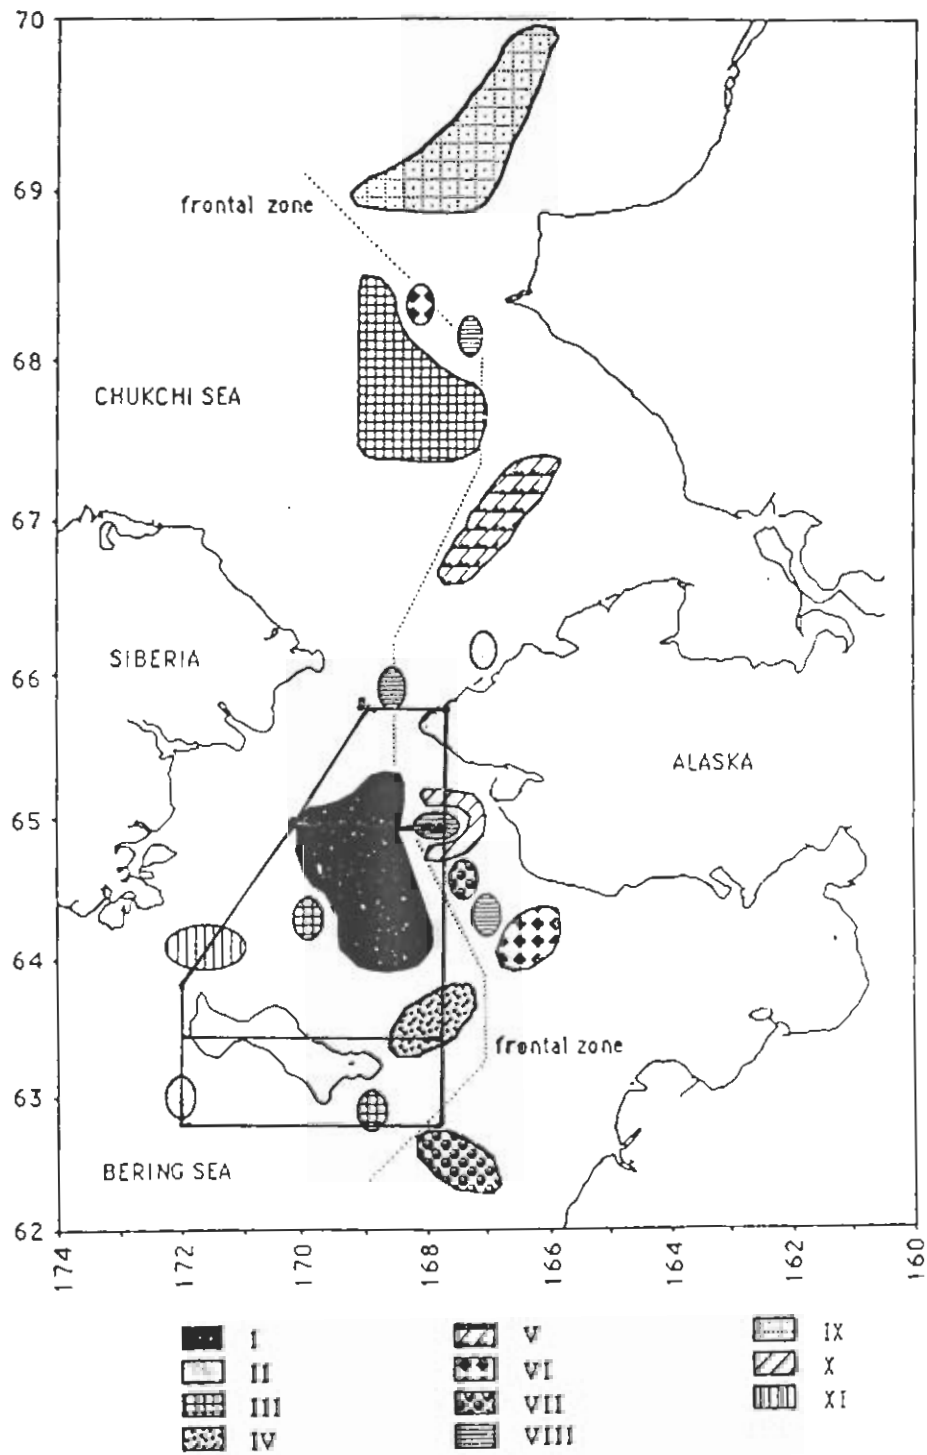 70
69
frontal zone
68
CHUKCHI SEA
67
SIBERIA
66
ALASKA
65
64
frontal zone
63
BERING SEA
62
174
172
170
168
166
164
162
160
I V IX
II VI X
III VII XI
IV VIII